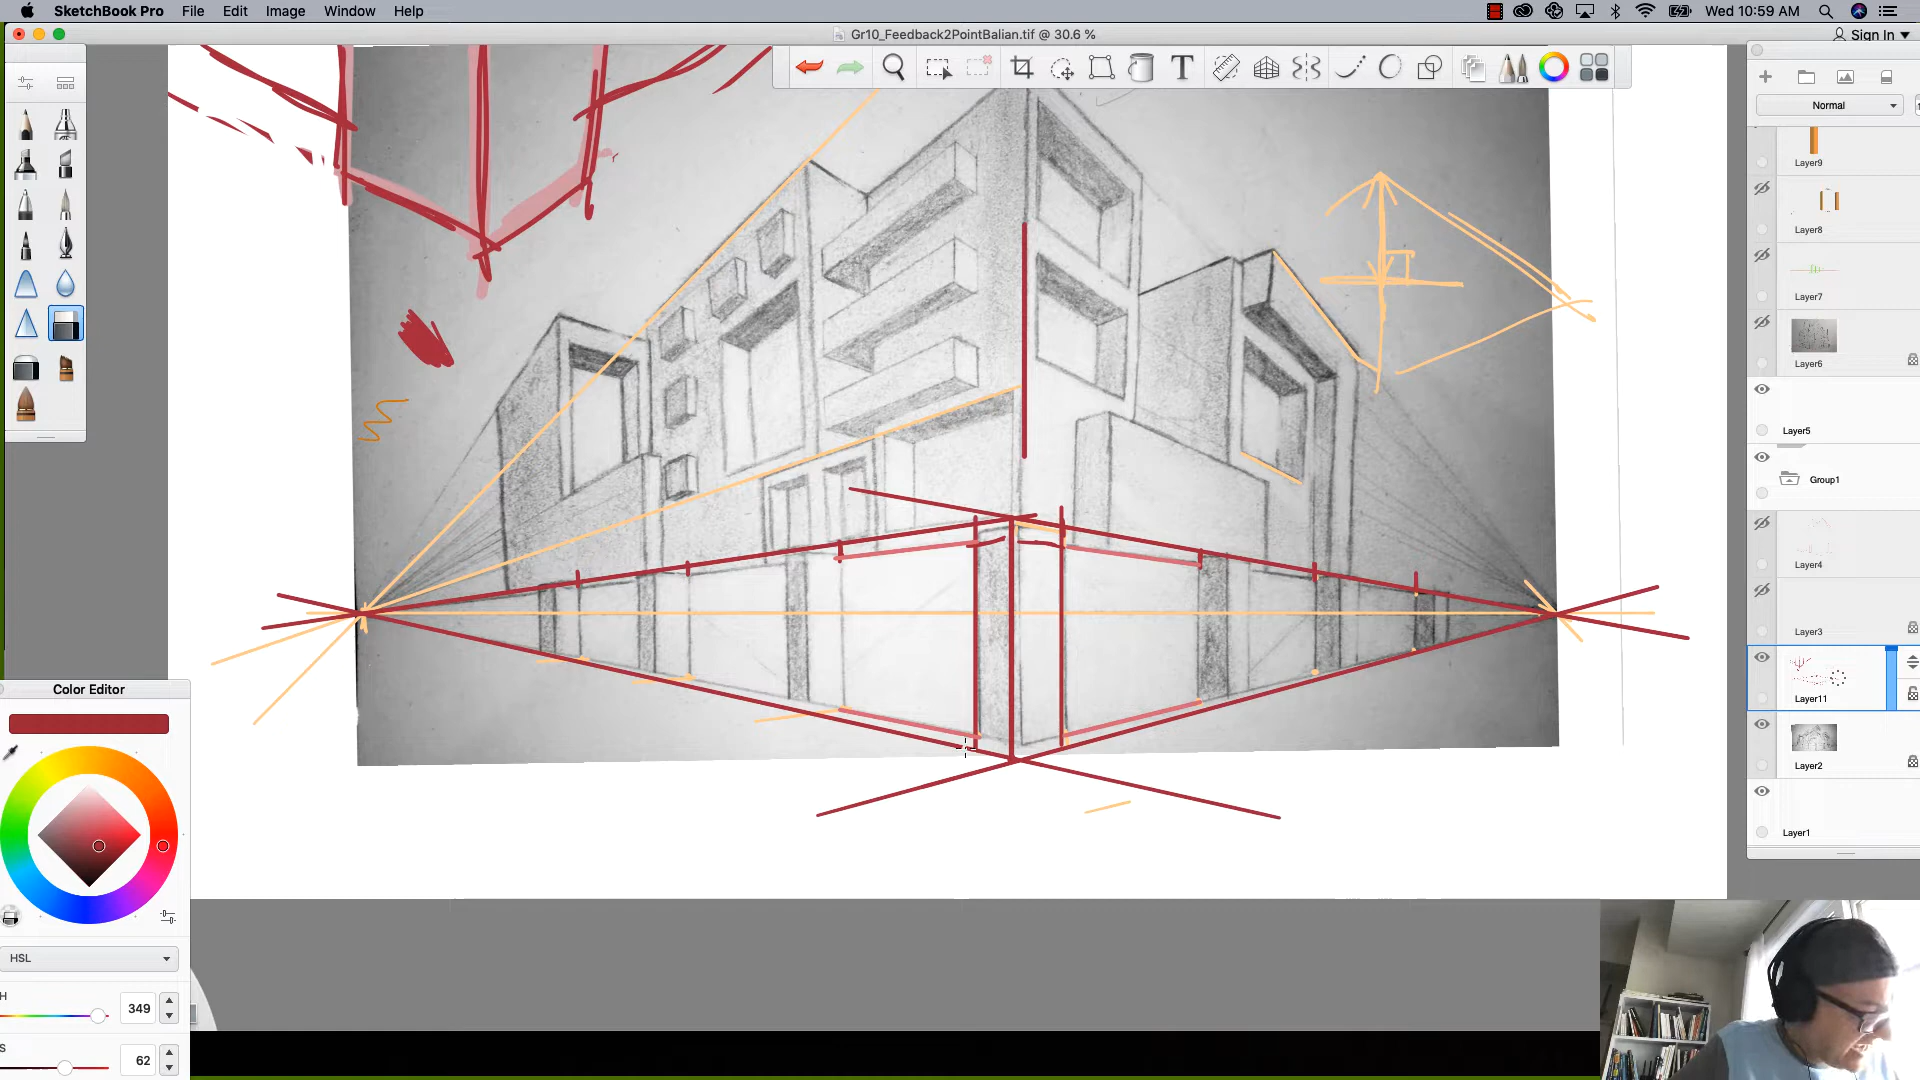 SketchBook Pro File Edit Image Window Help
Wed 10:59 AM
Gr10_Feedback2PointBalian.tif @ 30.6 %
Sign In
T
Normal
Layer9
Layer8
Layer7
Layer6
Layer5
Group1
Layer4
Layer3
Layer11
Layer2
Layer1
Color Editor
HSL
H 349
S 62